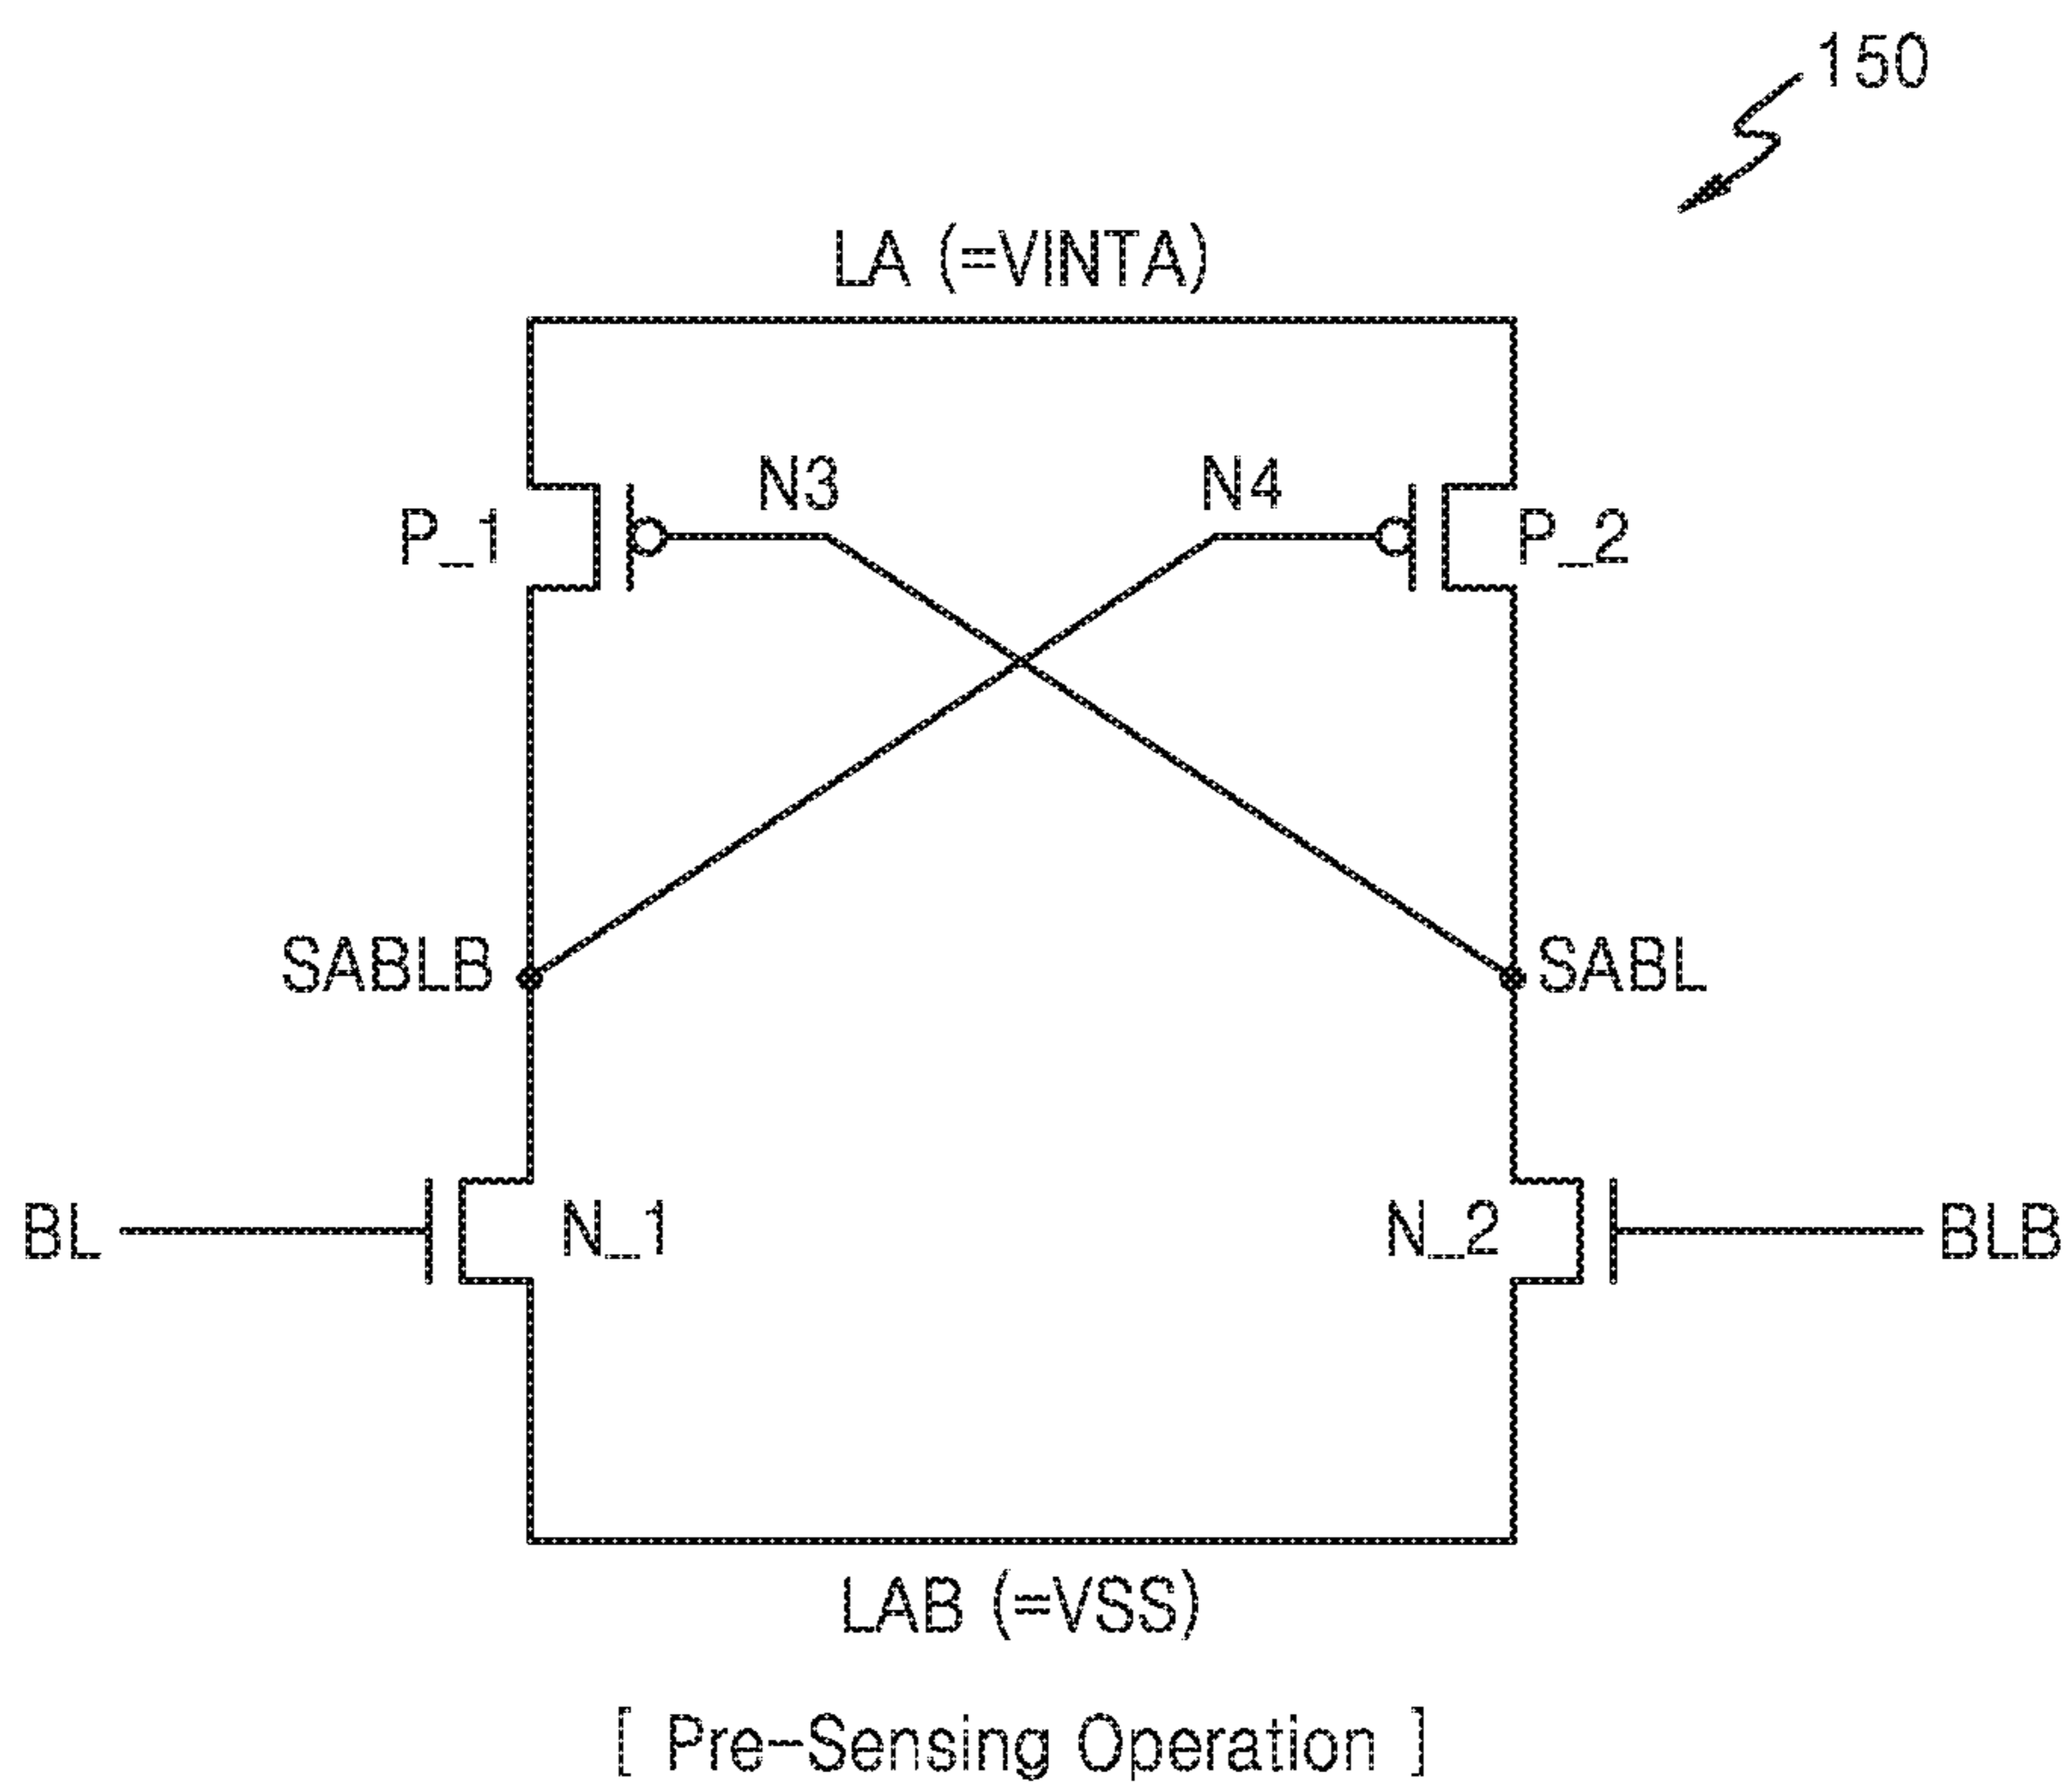 150
LA (=VINTA)
N3
N4
P_1
P_2
SABLB
SABL
BL
N_1
N_2
BLB
LAB (=VSS)
[ Pre-Sensing Operation ]